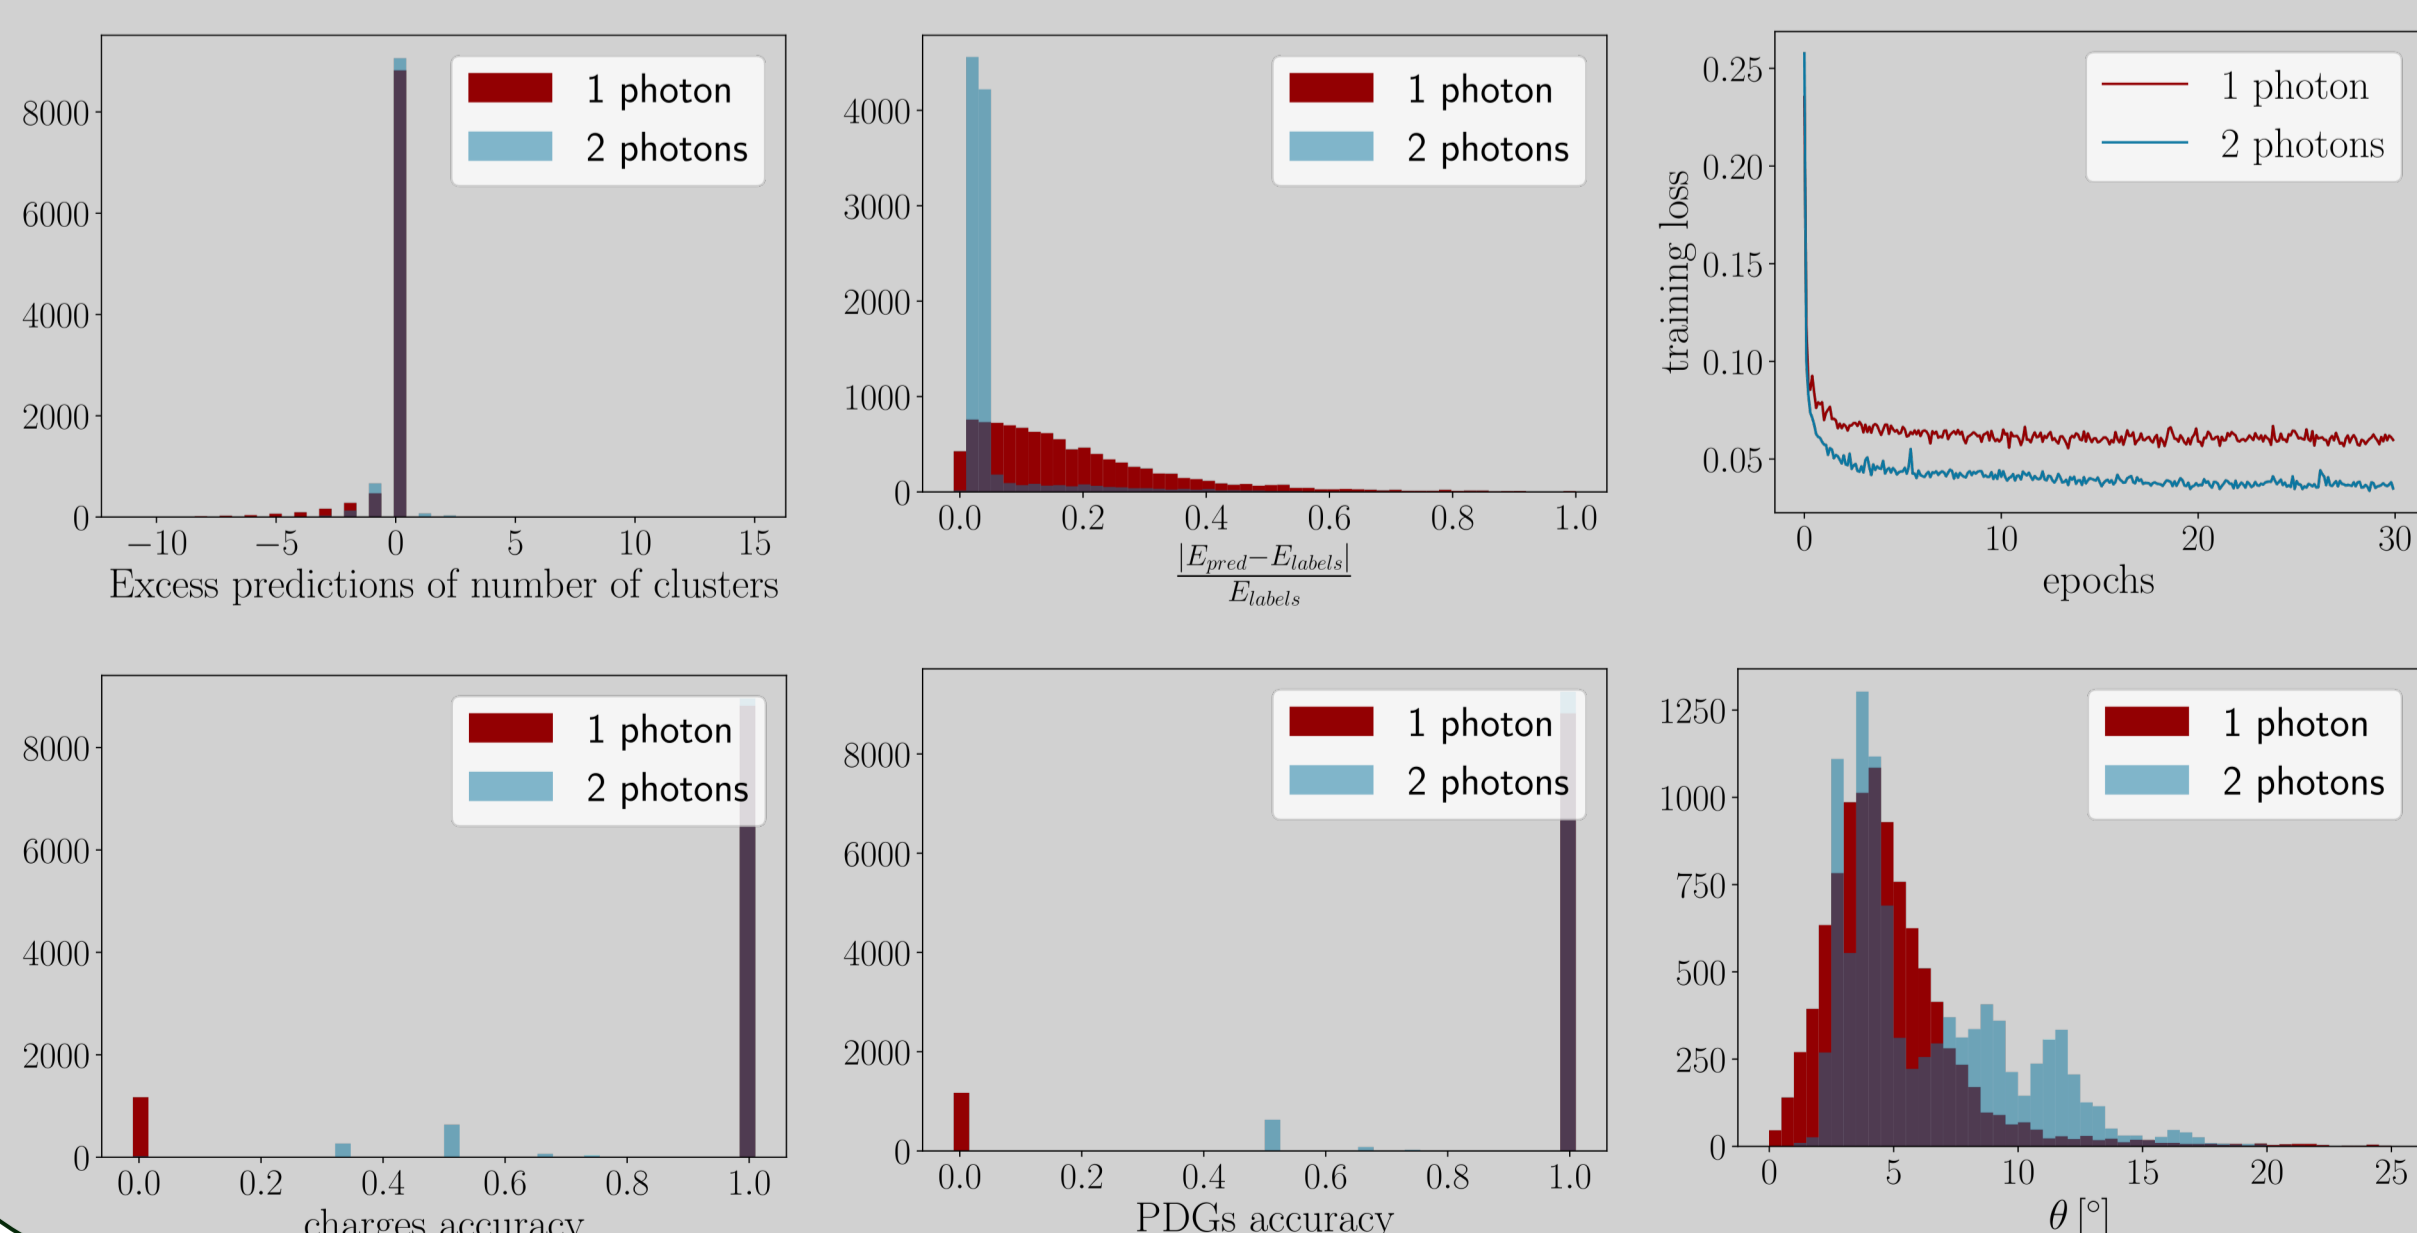 1 photon
2 photons
8000
6000
4000
2000
0
−10 −5 0 5 10 15
Excess predictions of number of clusters
1 photon
2 photons
4000
3000
2000
1000
0
0.0 0.2 0.4 0.6 0.8 1.0
|E_pred−E_labels|
E_labels
1 photon
2 photons
training loss
0.25
0.20
0.15
0.10
0.05
0 10 20 30
epochs
1 photon
2 photons
8000
6000
4000
2000
0
0.0 0.2 0.4 0.6 0.8 1.0
charges accuracy
1 photon
2 photons
8000
6000
4000
2000
0
0.0 0.2 0.4 0.6 0.8 1.0
PDGs accuracy
1 photon
2 photons
1250
1000
750
500
250
0
0 5 10 15 20 25
θ [°]